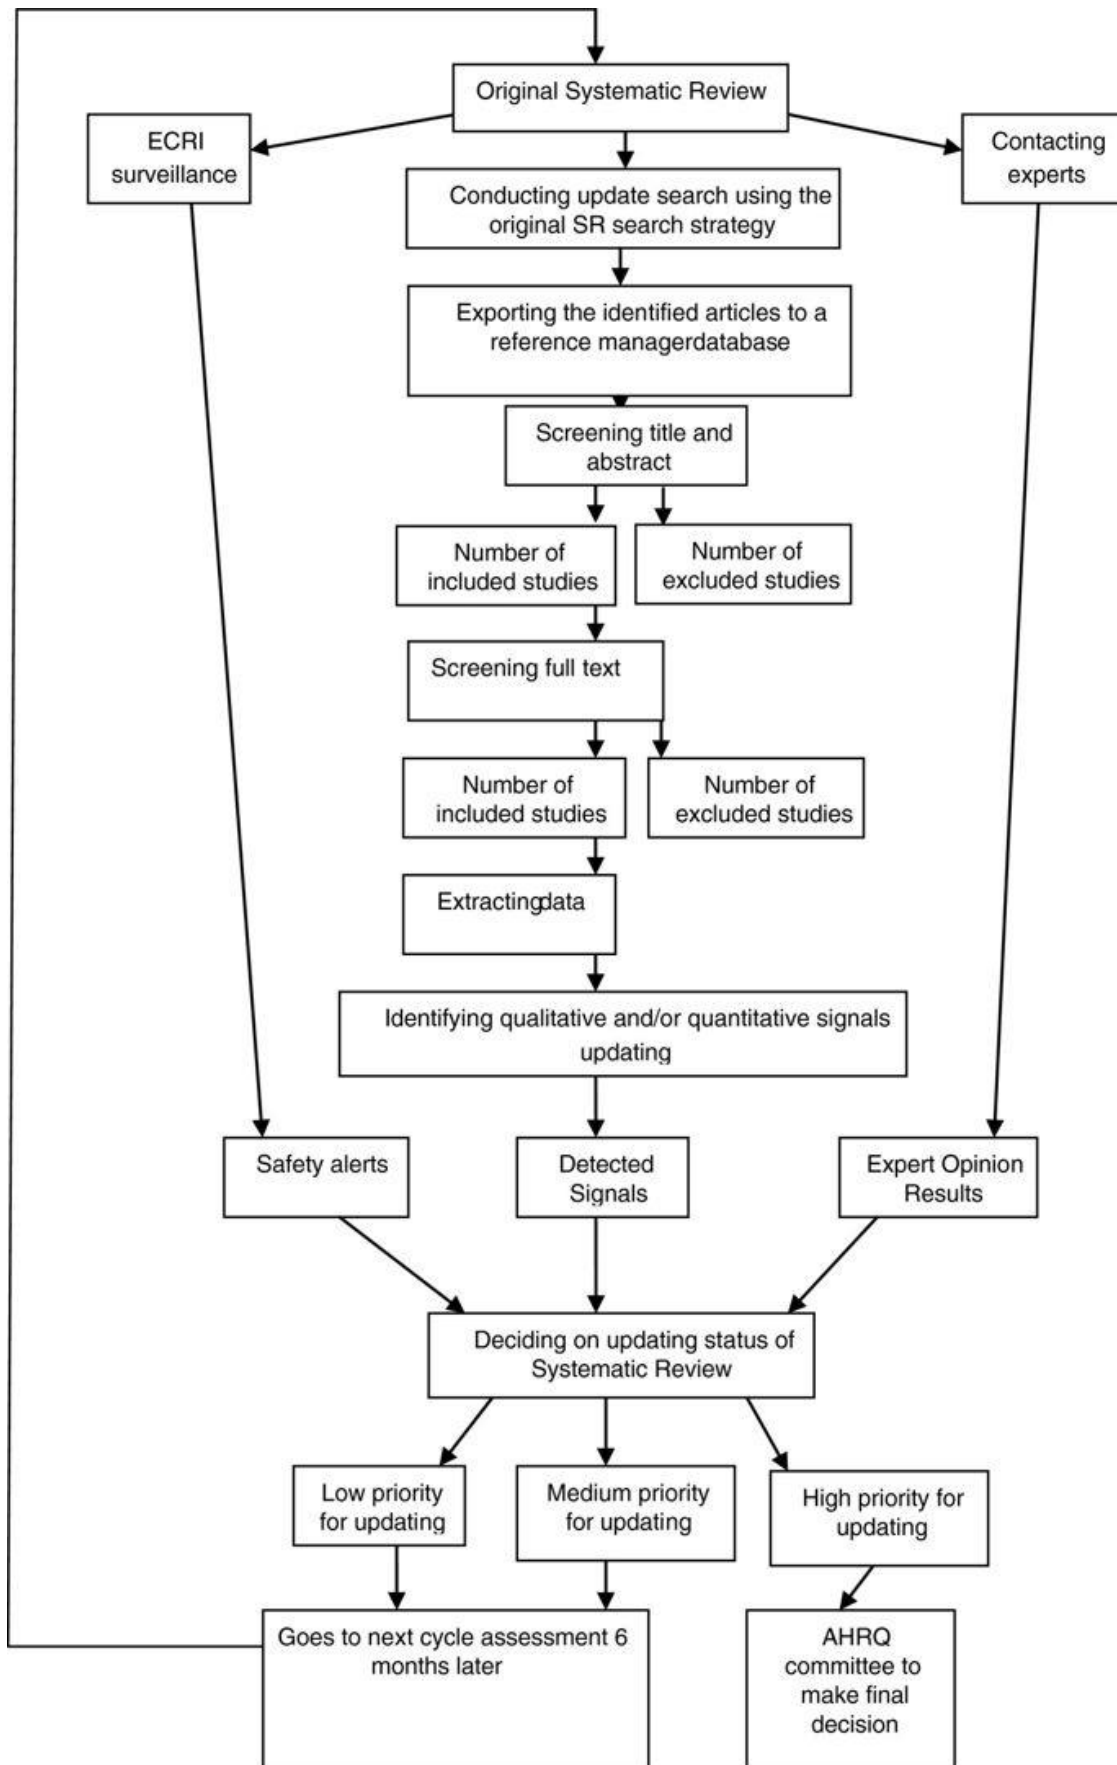 Original Systematic Review
ECRI
surveillance
Contacting
experts
Conducting update search using the
original SR search strategy
Exporting the identified articles to a
reference managerdatabase
Screening title and
abstract
Number of
included studies
Number of
excluded studies
Screening full text
Number of
included studies
Number of
excluded studies
Extractingdata
Identifying qualitative and/or quantitative signals
updating
Safety alerts
Detected
Signals
Expert Opinion
Results
Deciding on updating status of
Systematic Review
Low priority
for updating
Medium priority
for updating
High priority for
updating
Goes to next cycle assessment 6
months later
AHRQ
committee to
make final
decision